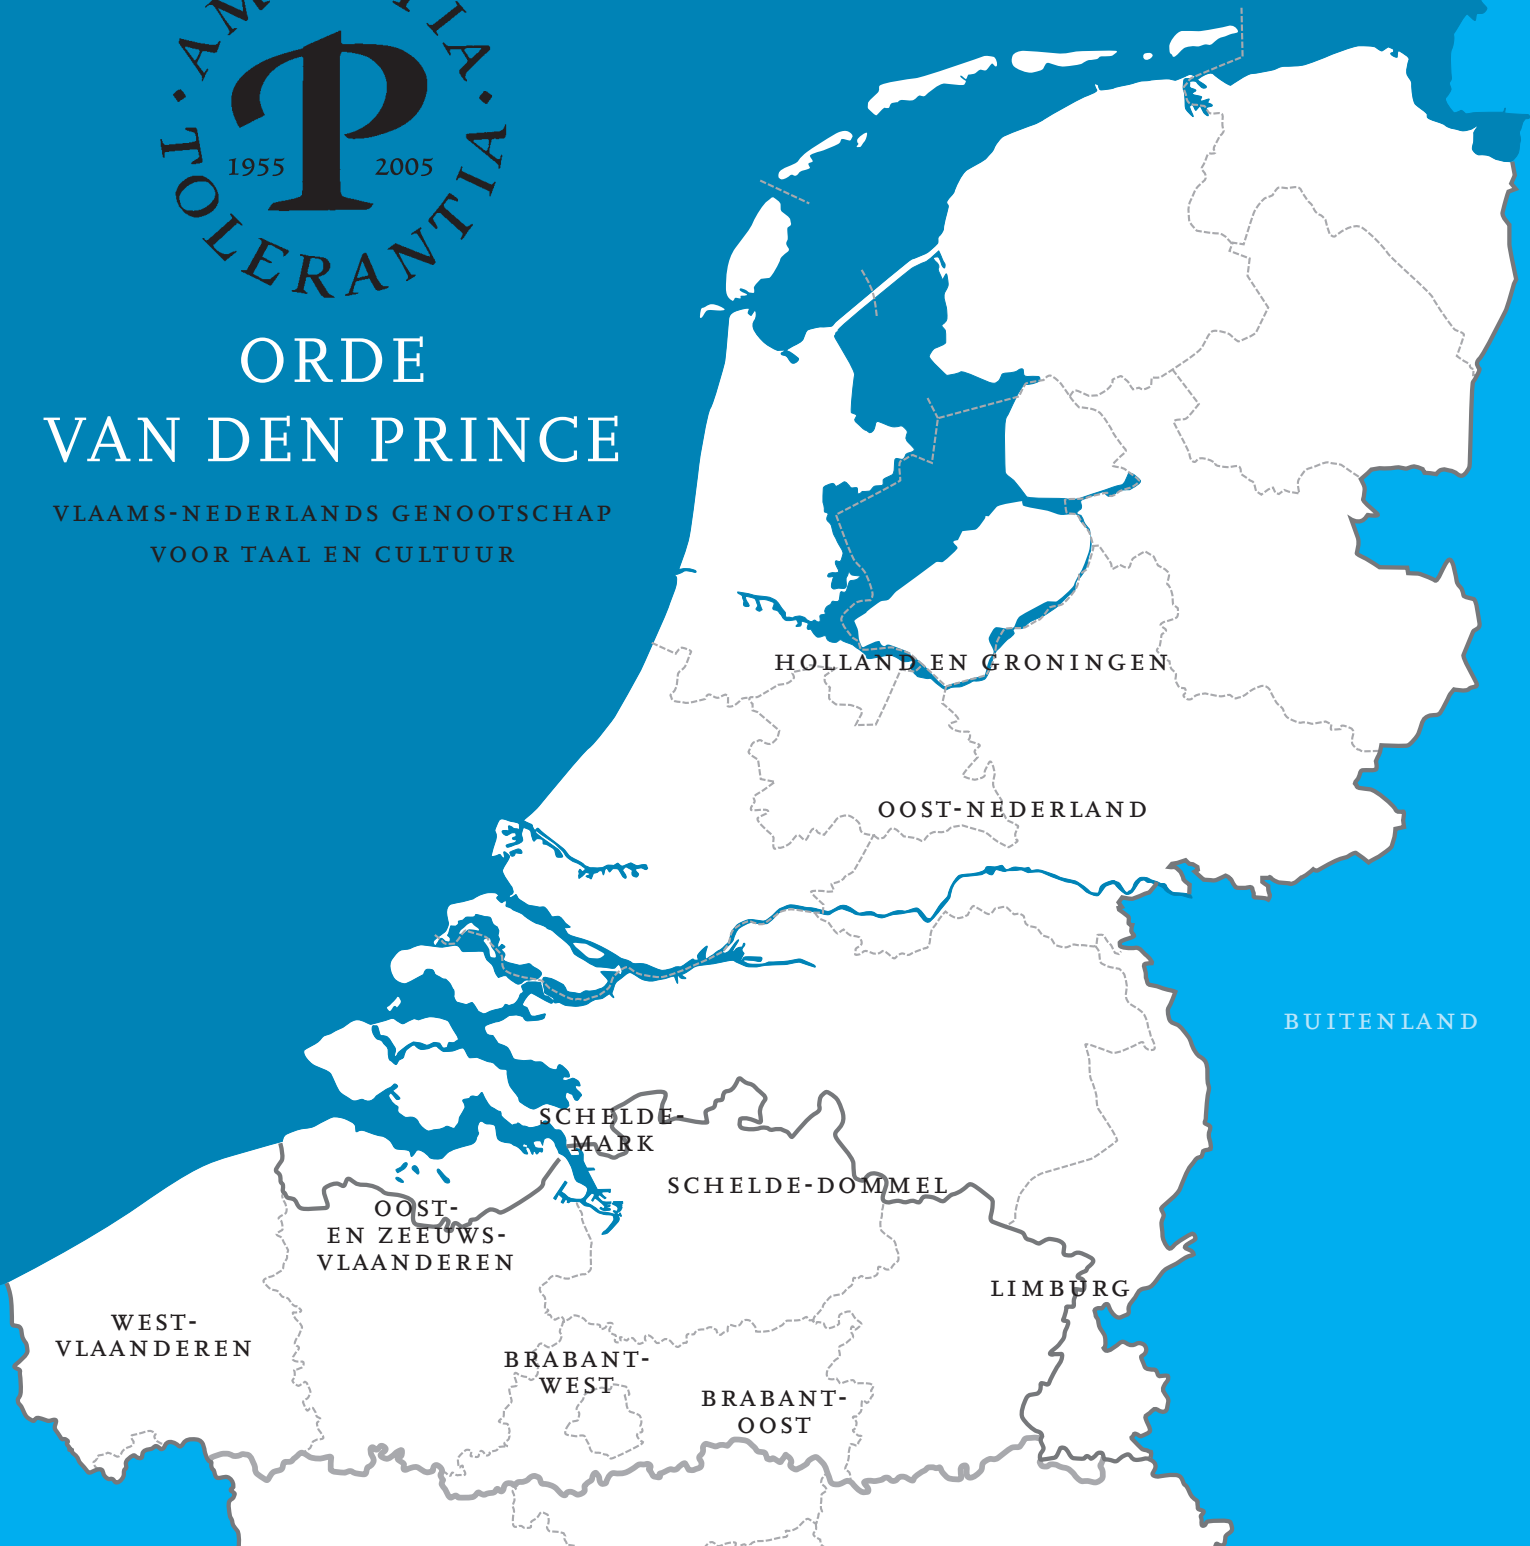 TOLERANTIA
1955 2005
ORDE
VAN DEN PRINCE
VLAAMS-NEDERLANDS GENOOTSCHAP
VOOR TAAL EN CULTUUR
HOLLAND EN GRONINGEN
OOST-NEDERLAND
BUITENLAND
SCHELDE-
MARK
SCHELDE-DOMMEL
OOST-
EN ZEEUWS-
VLAANDEREN
LIMBURG
WEST-
VLAANDEREN
BRABANT-
WEST
BRABANT-
OOST